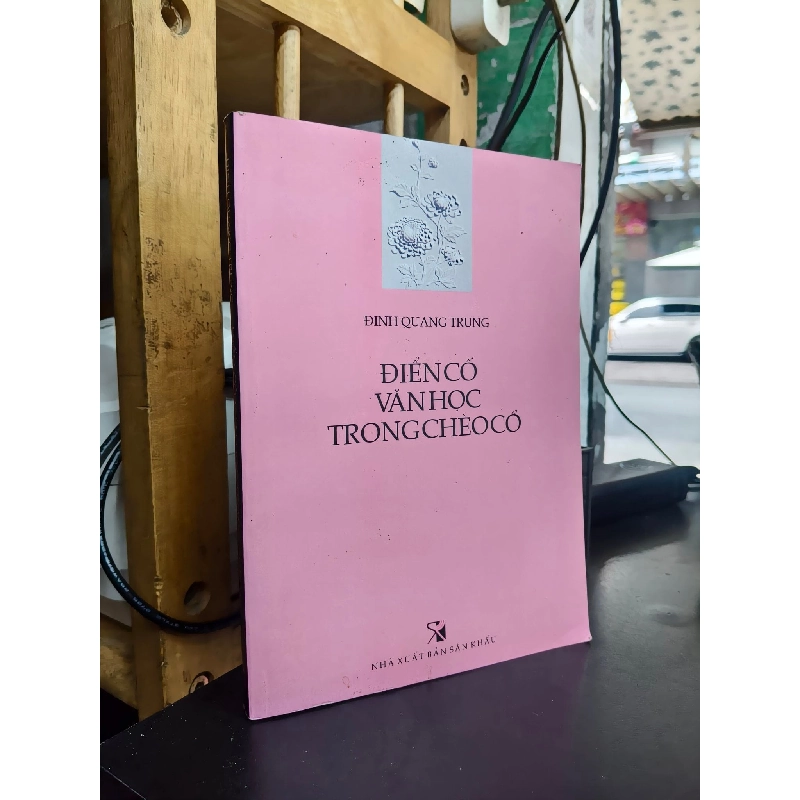 ĐINH QUANG TRUNG
ĐIỂN CỐ
VĂN HỌC
TRONG CHÈO CỔ
NHÀ XUẤT BẢN SÂN KHẤU